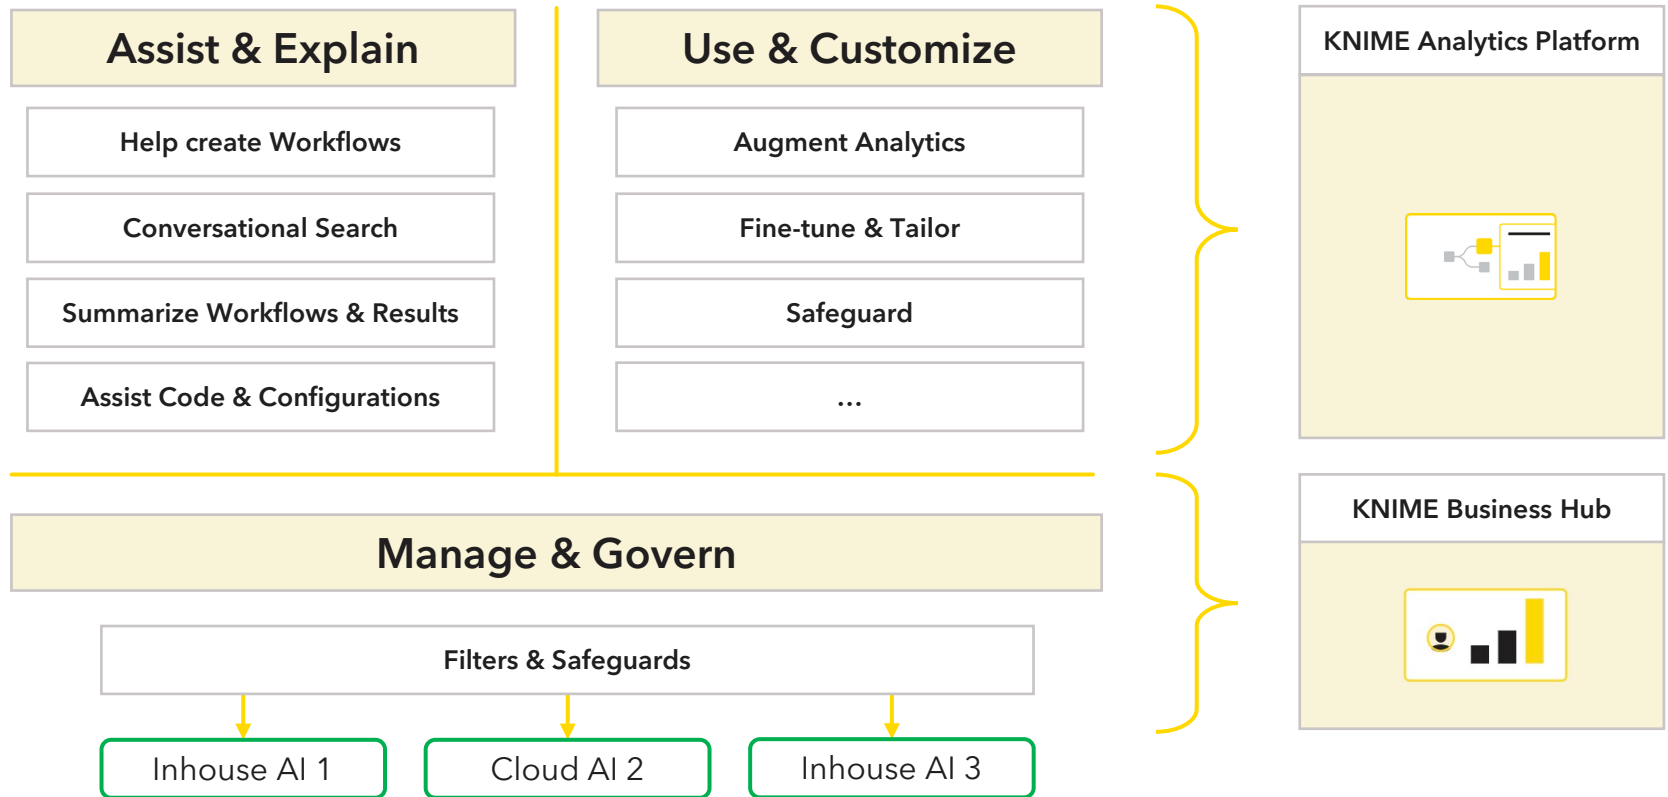 Assist & Explain
Help create Workflows
Conversational Search
Summarize Workflows & Results
Assist Code & Configurations
Use & Customize
Augment Analytics
Fine-tune & Tailor
Safeguard
...
KNIME Analytics Platform
Manage & Govern
Filters & Safeguards
Inhouse AI 1
Cloud AI 2
Inhouse AI 3
KNIME Business Hub